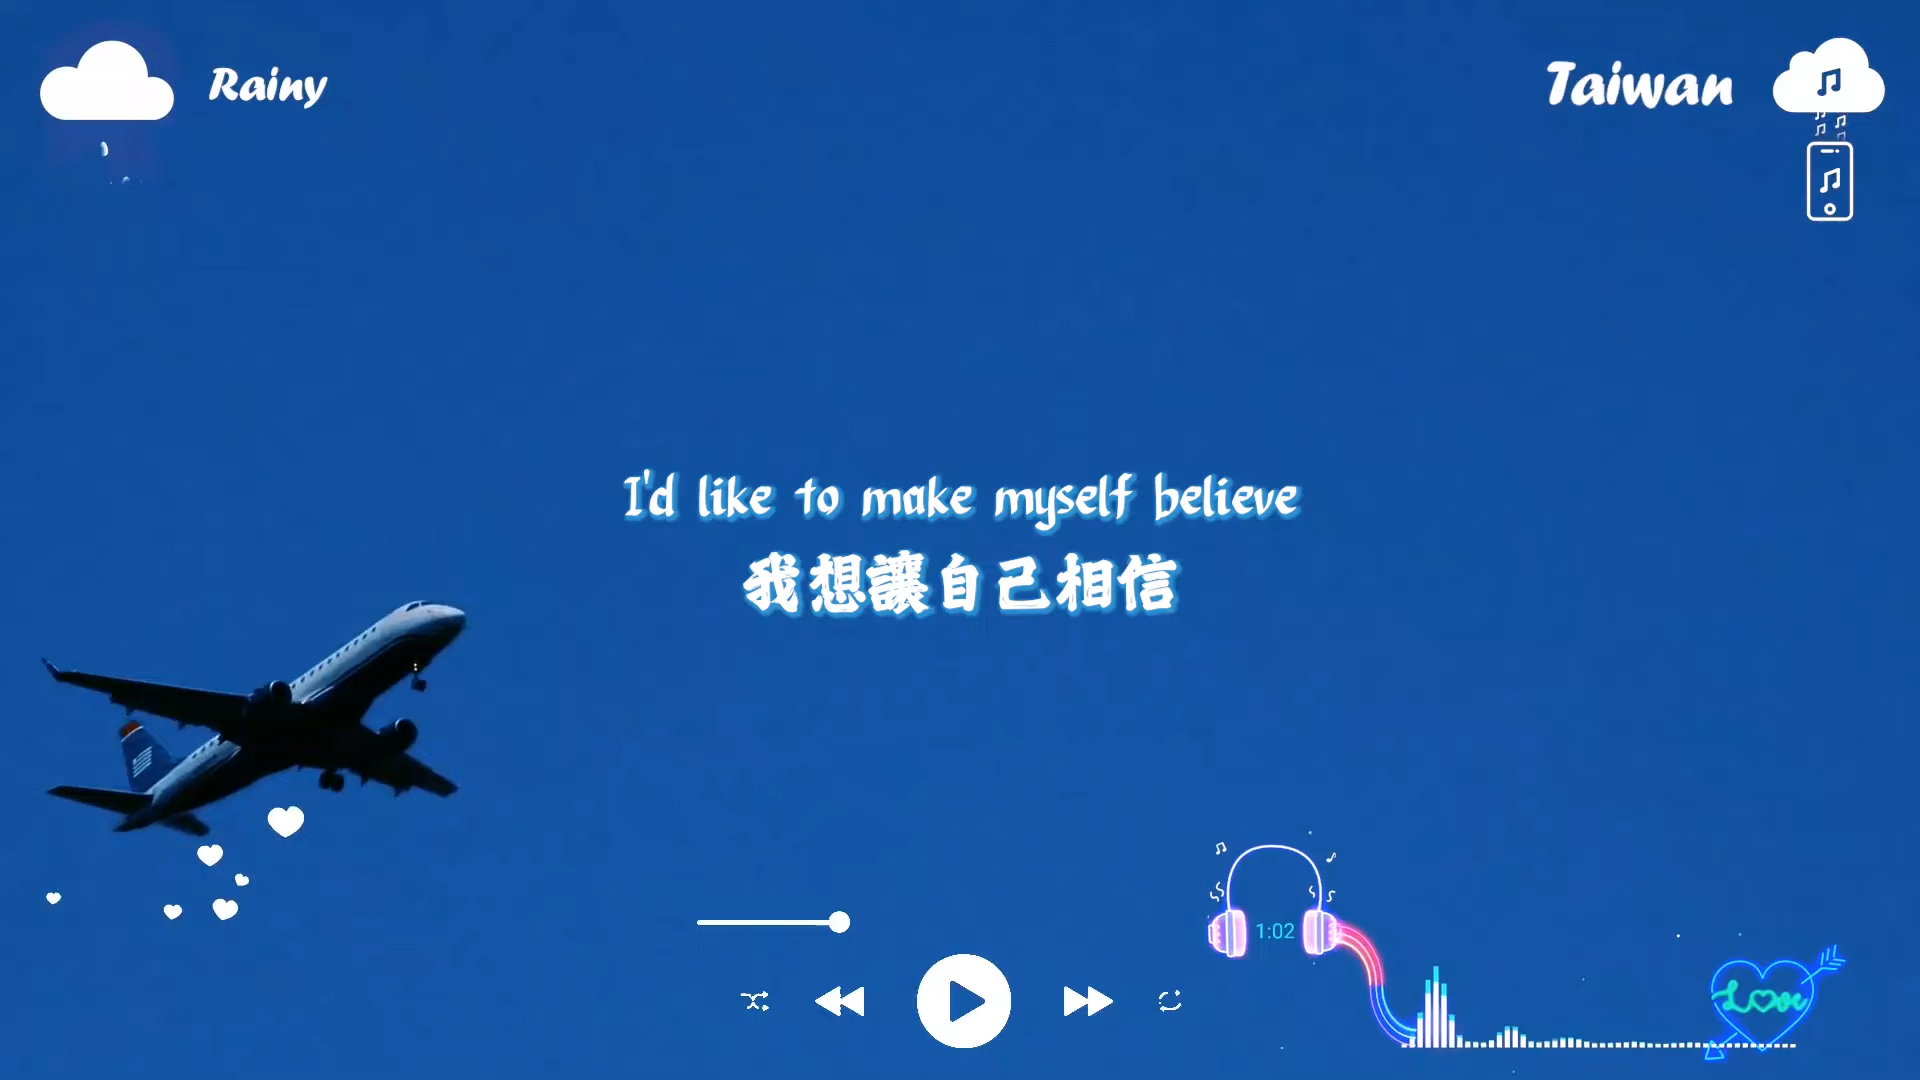 Rainy
Taiwan
I'd like to make myself believe
我想讓自己相信
1:02
Love